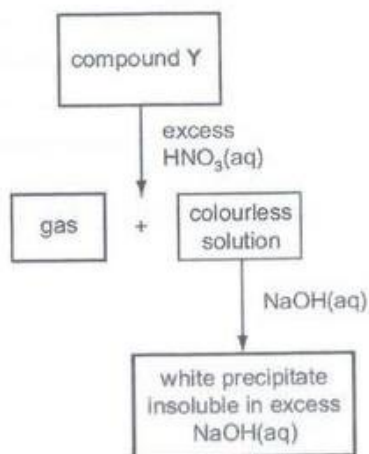 compound Y
excess
HNO₃(aq)
gas
+
colourless
solution
NaOH(aq)
white precipitate
insoluble in excess
NaOH(aq)